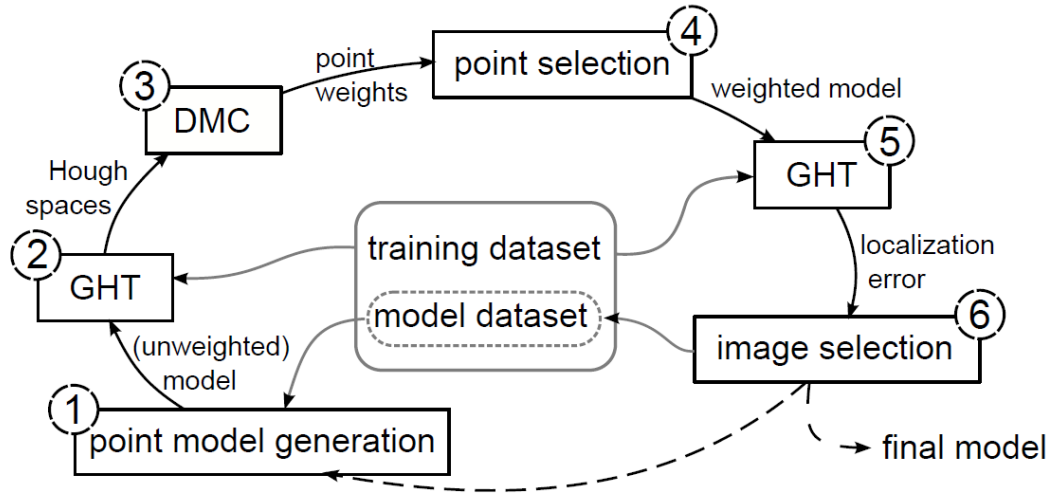 4
point selection
point
weights
3
DMC
weighted model
5
GHT
Hough
spaces
training dataset
localization
error
2
GHT
model dataset
6
image selection
(unweighted)
model
1
point model generation
final model